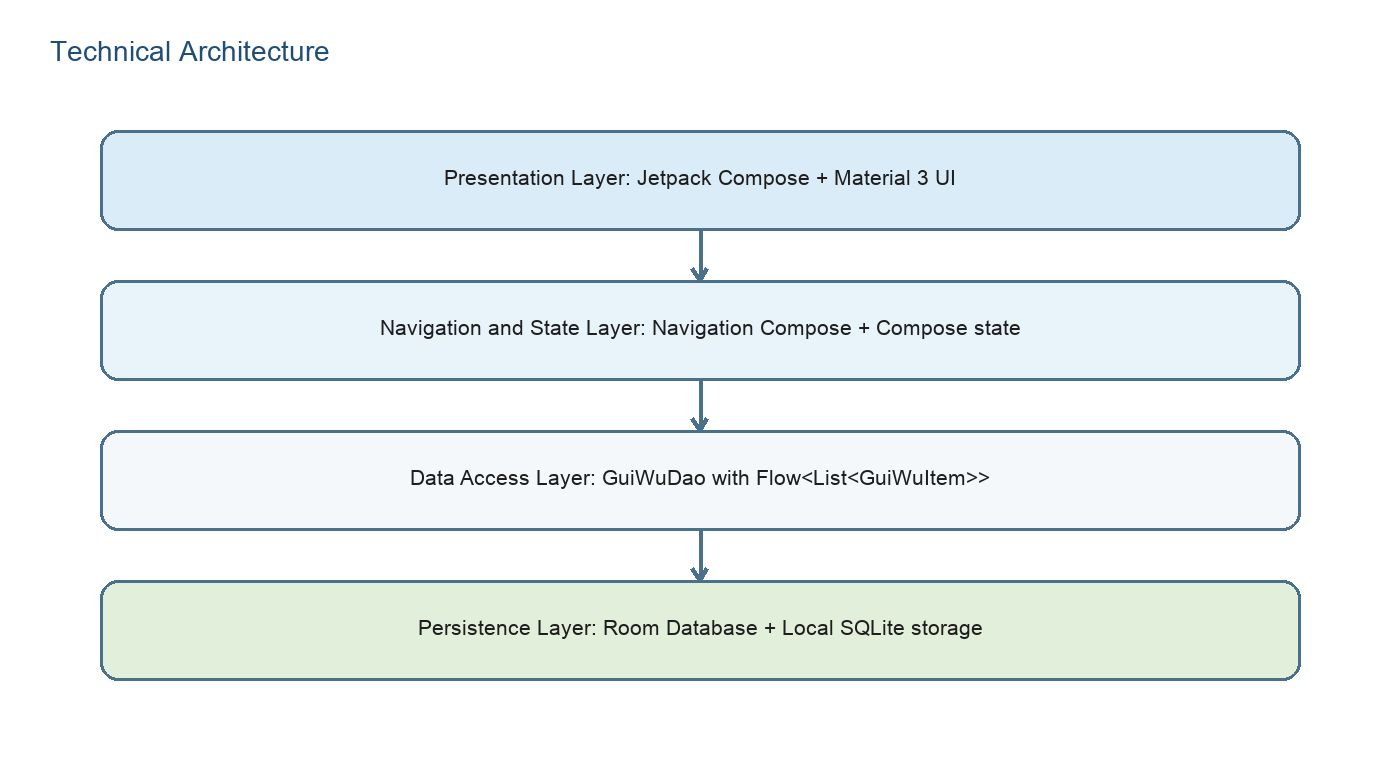 Technical Architecture
Presentation Layer: Jetpack Compose + Material 3 UI
Navigation and State Layer: Navigation Compose + Compose state
Data Access Layer: GuiWuDao with Flow<List<GuiWuItem>>
Persistence Layer: Room Database + Local SQLite storage